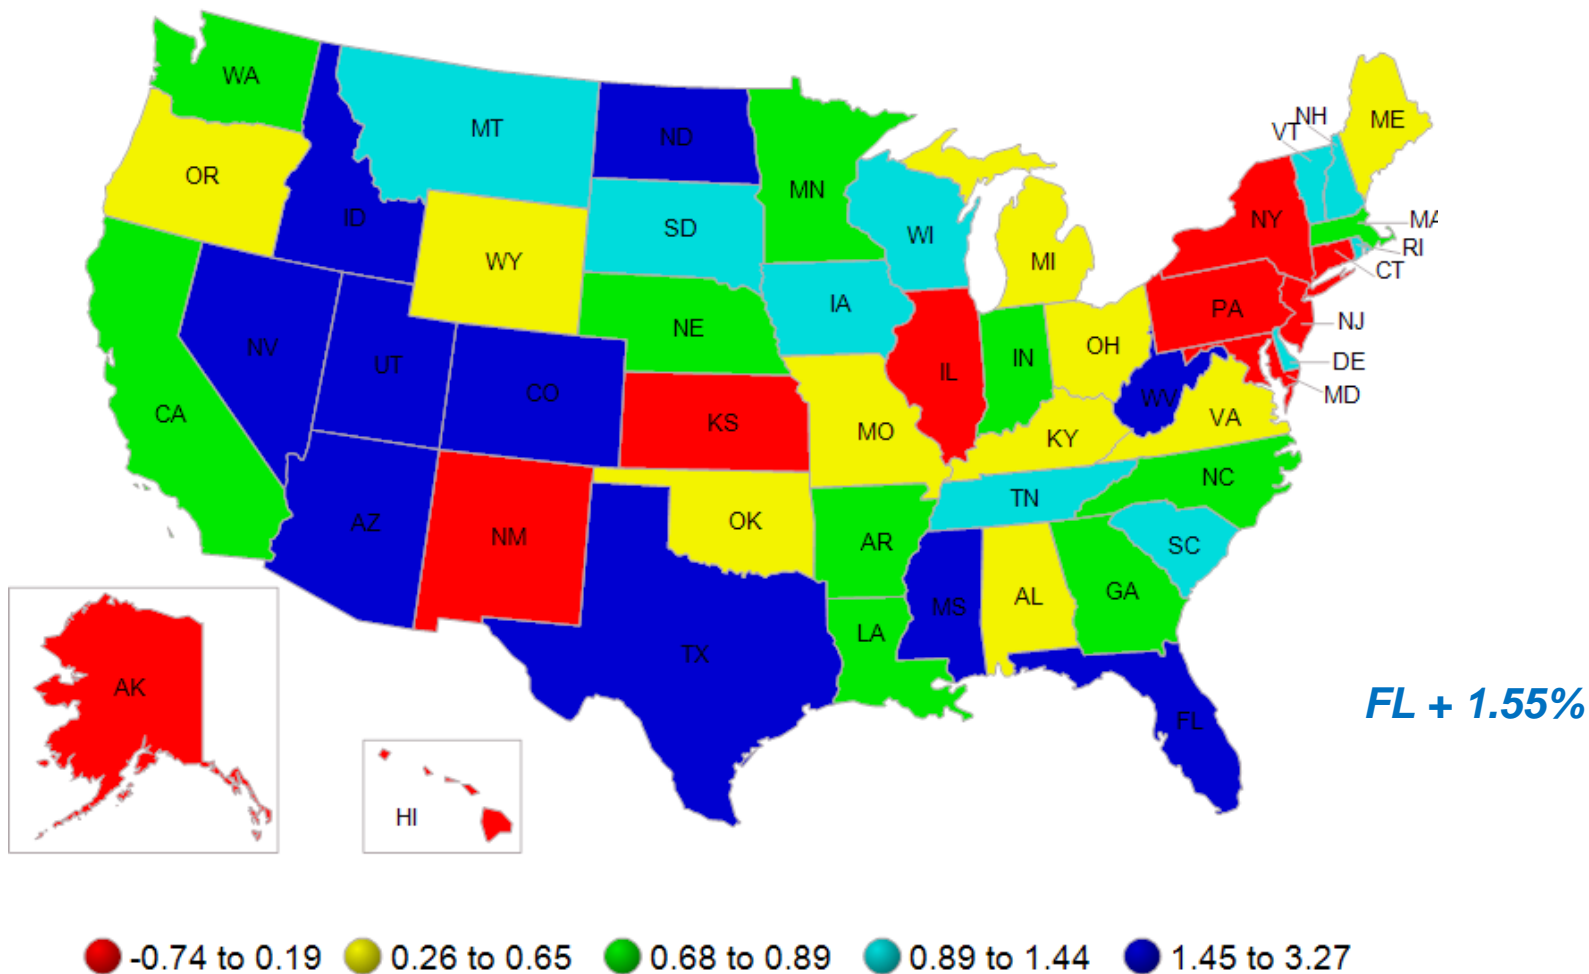 WA
MT
ND
MN
OR
ID
SD
WI
WY
MI
IA
NE
NV
UT
CO
CA
KS
MO
IL
IN
OH
KY
WV
VA
PA
NY
VT
NH
ME
MA
RI
CT
NJ
DE
MD
NC
TN
SC
AZ
NM
OK
AR
MS
AL
GA
LA
TX
FL
AK
HI
FL + 1.55%
-0.74 to 0.19 0.26 to 0.65 0.68 to 0.89 0.89 to 1.44 1.45 to 3.27